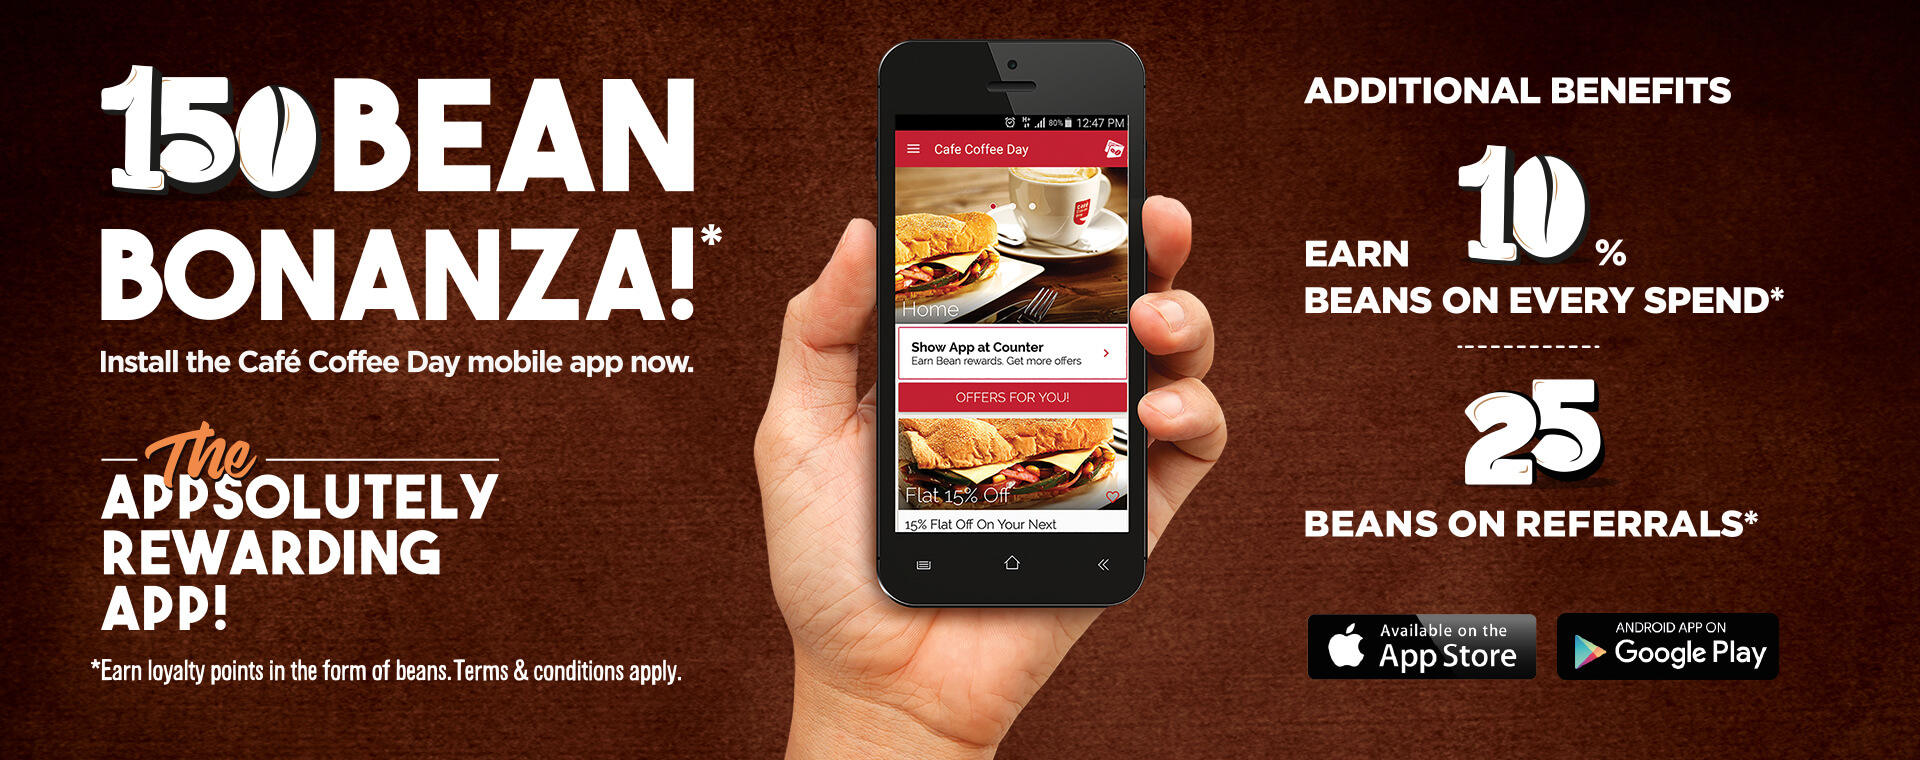 150 BEAN
BONANZA!*
Install the Café Coffee Day mobile app now.
The
APPSOLUTELY
REWARDING
APP!
*Earn loyalty points in the form of beans. Terms & conditions apply.
80% 12:47 PM
Cafe Coffee Day
Home
Show App at Counter
Earn Bean rewards. Get more offers
OFFERS FOR YOU!
Flat 15% Off
15% Flat Off On Your Next
ADDITIONAL BENEFITS
EARN 10%
BEANS ON EVERY SPEND*
25
BEANS ON REFERRALS*
Available on the
App Store
ANDROID APP ON
Google Play